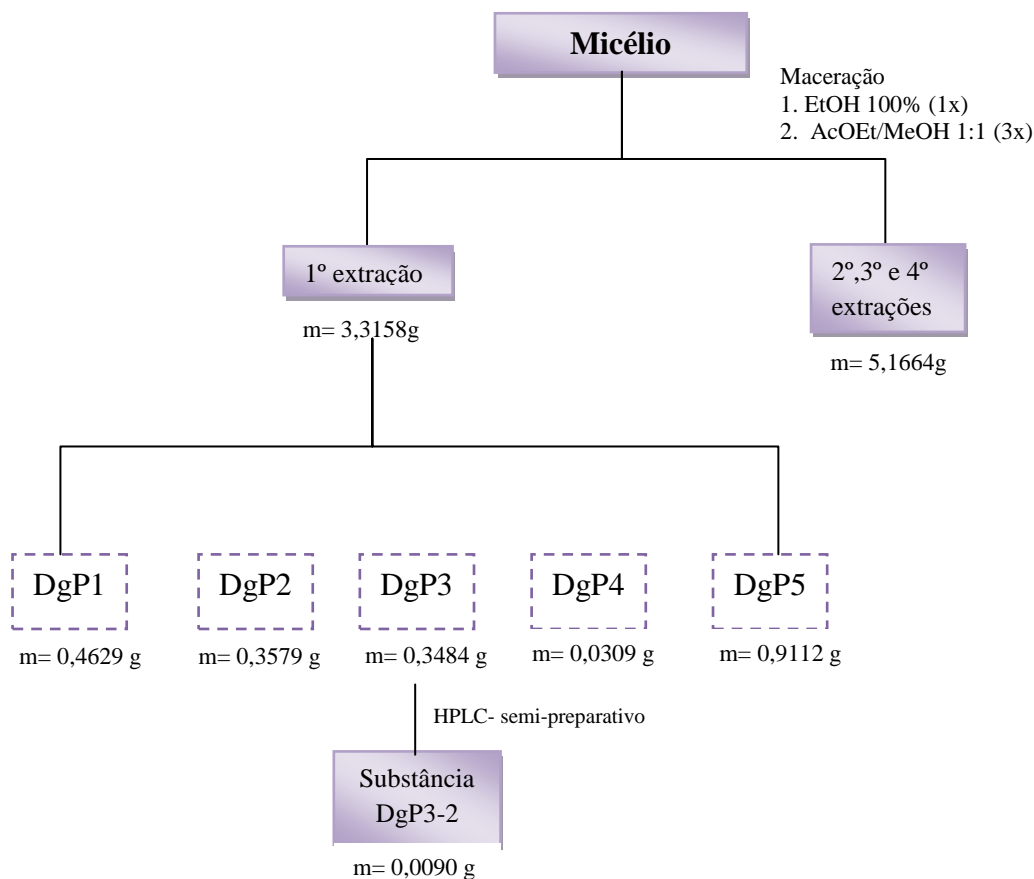 Micélio
Maceração
1. EtOH 100% (1x)
2. AcOEt/MeOH 1:1 (3x)
1º extração
m= 3,3158g
2º,3º e 4º
extrações
m= 5,1664g
DgP1
m= 0,4629 g
DgP2
m= 0,3579 g
DgP3
m= 0,3484 g
DgP4
m= 0,0309 g
DgP5
m= 0,9112 g
HPLC- semi-preparativo
Substância
DgP3-2
m= 0,0090 g